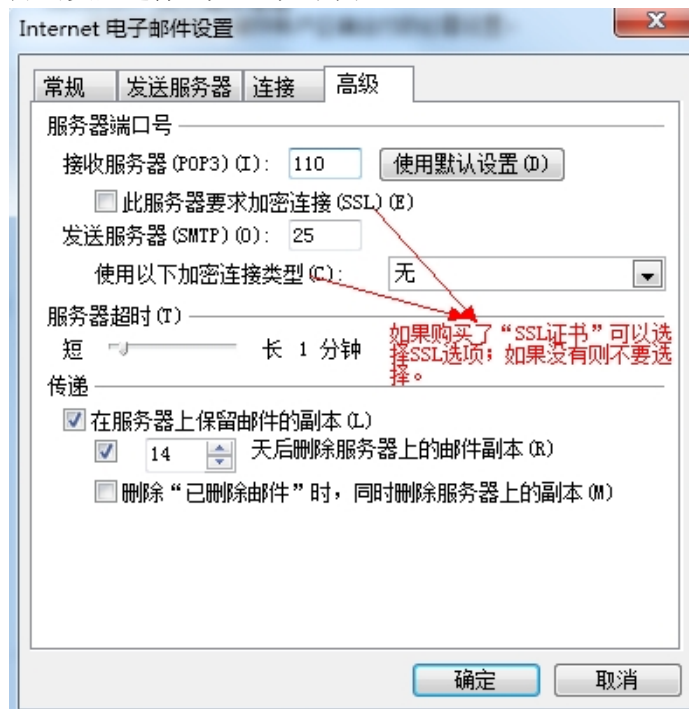 Internet 电子邮件设置
常规 发送服务器 连接 高级
服务器端口号
接收服务器(POP3)(I): 110 使用默认设置(D)
此服务器要求加密连接(SSL)(E)
发送服务器(SMTP)(O): 25
使用以下加密连接类型(C): 无
服务器超时(T)
短 长 1 分钟
如果购买了“SSL证书”可以选
择SSL选项；如果没有则不要选
择。
传递
在服务器上保留邮件的副本(L)
14 天后删除服务器上的邮件副本(R)
删除“已删除邮件”时，同时删除服务器上的副本(M)
确定 取消